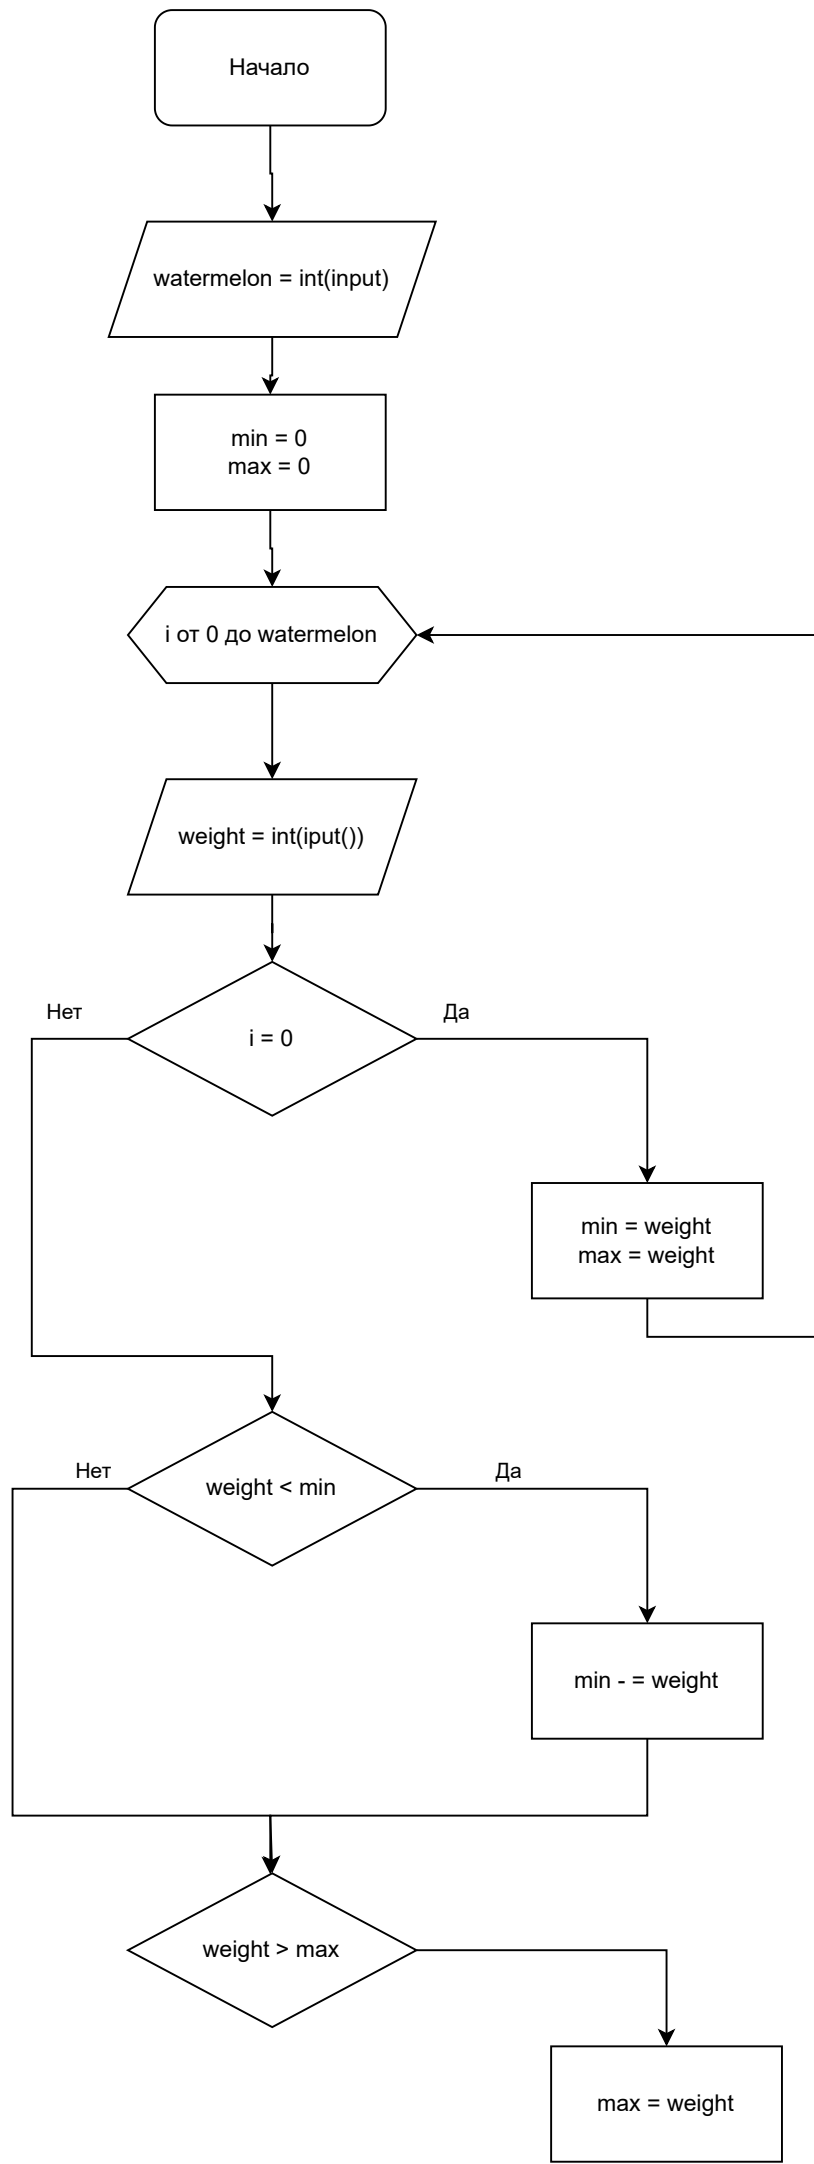 Начало
watermelon = int(input)
min = 0
max = 0
i от 0 до watermelon
weight = int(iput())
Нет
Да
i = 0
min = weight
max = weight
Нет
Да
weight < min
min - = weight
weight > max
max = weight